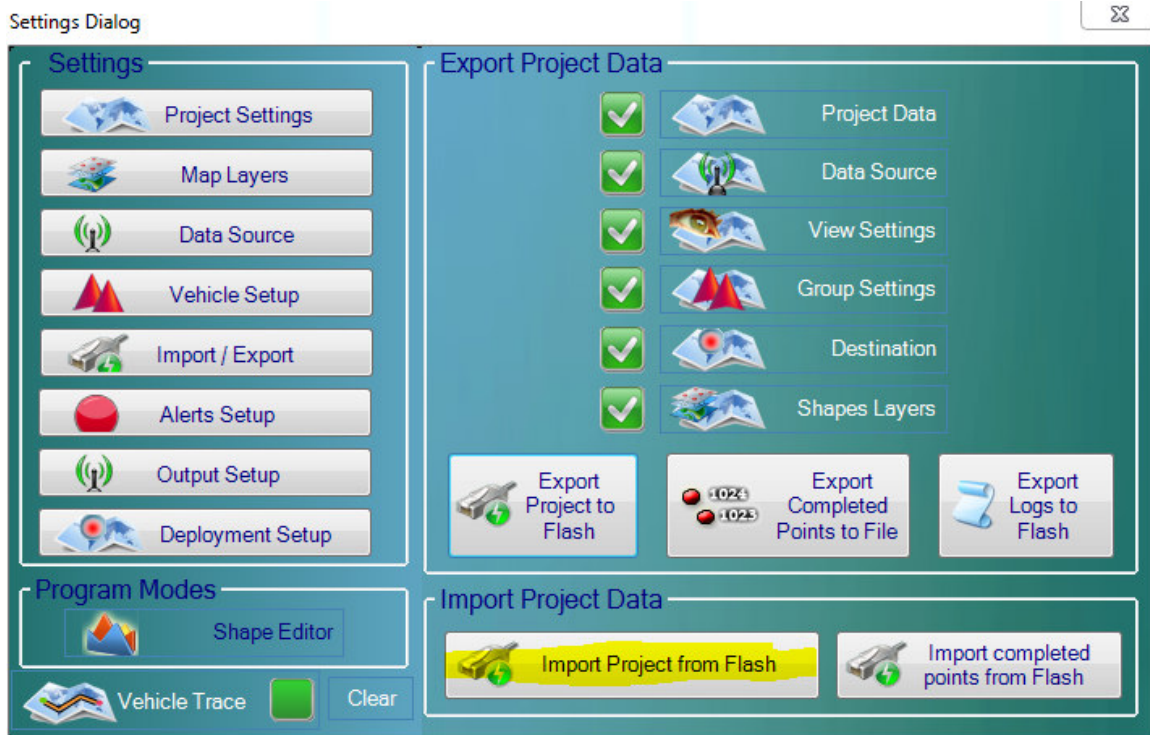 Settings Dialog
Settings
Project Settings
Map Layers
Data Source
Vehicle Setup
Import / Export
Alerts Setup
Output Setup
Deployment Setup
Program Modes
Shape Editor
Vehicle Trace
Clear
Export Project Data
Project Data
Data Source
View Settings
Group Settings
Destination
Shapes Layers
Export
Project to
Flash
1024
1023
Export
Completed
Points to File
Export
Logs to
Flash
Import Project Data
Import Project from Flash
Import completed
points from Flash